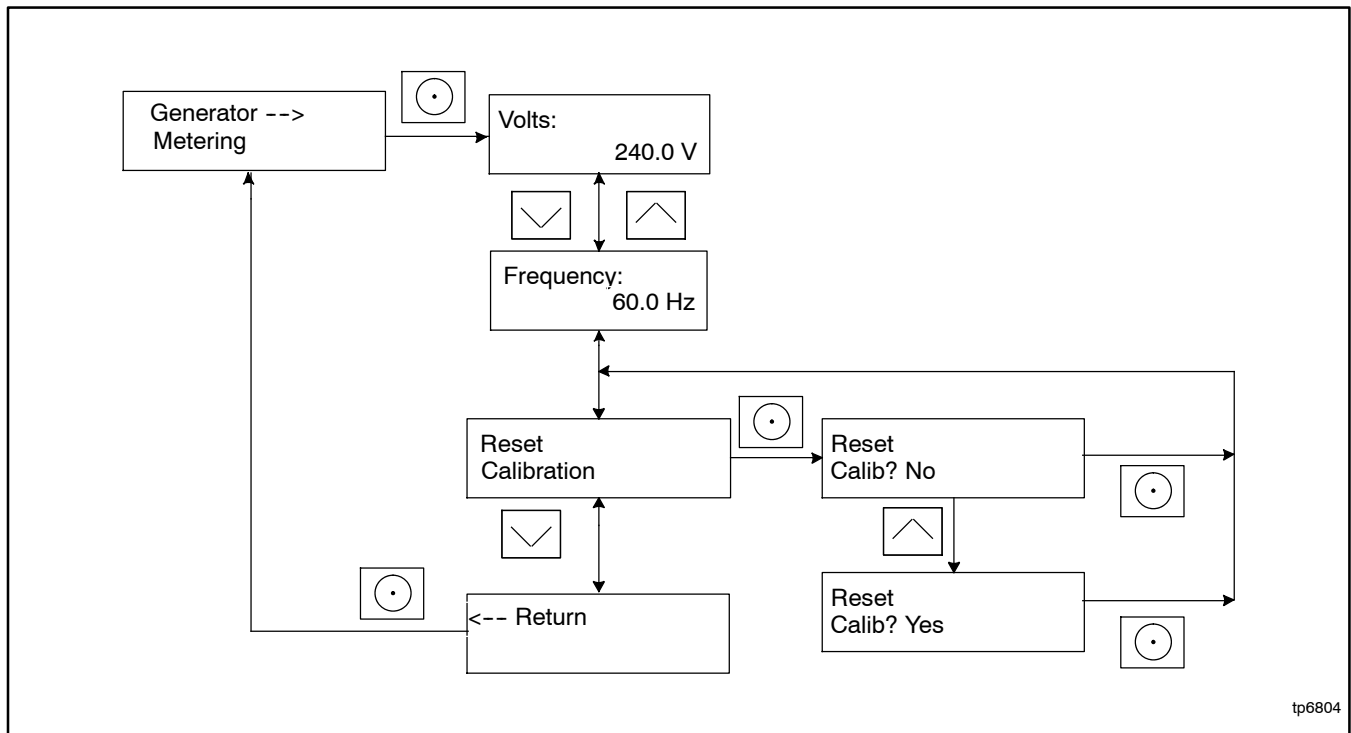 Generator -->
Metering
Volts:
240.0 V
Frequency:
60.0 Hz
Reset
Calibration
Reset
Calib? No
<-- Return
Reset
Calib? Yes
tp6804